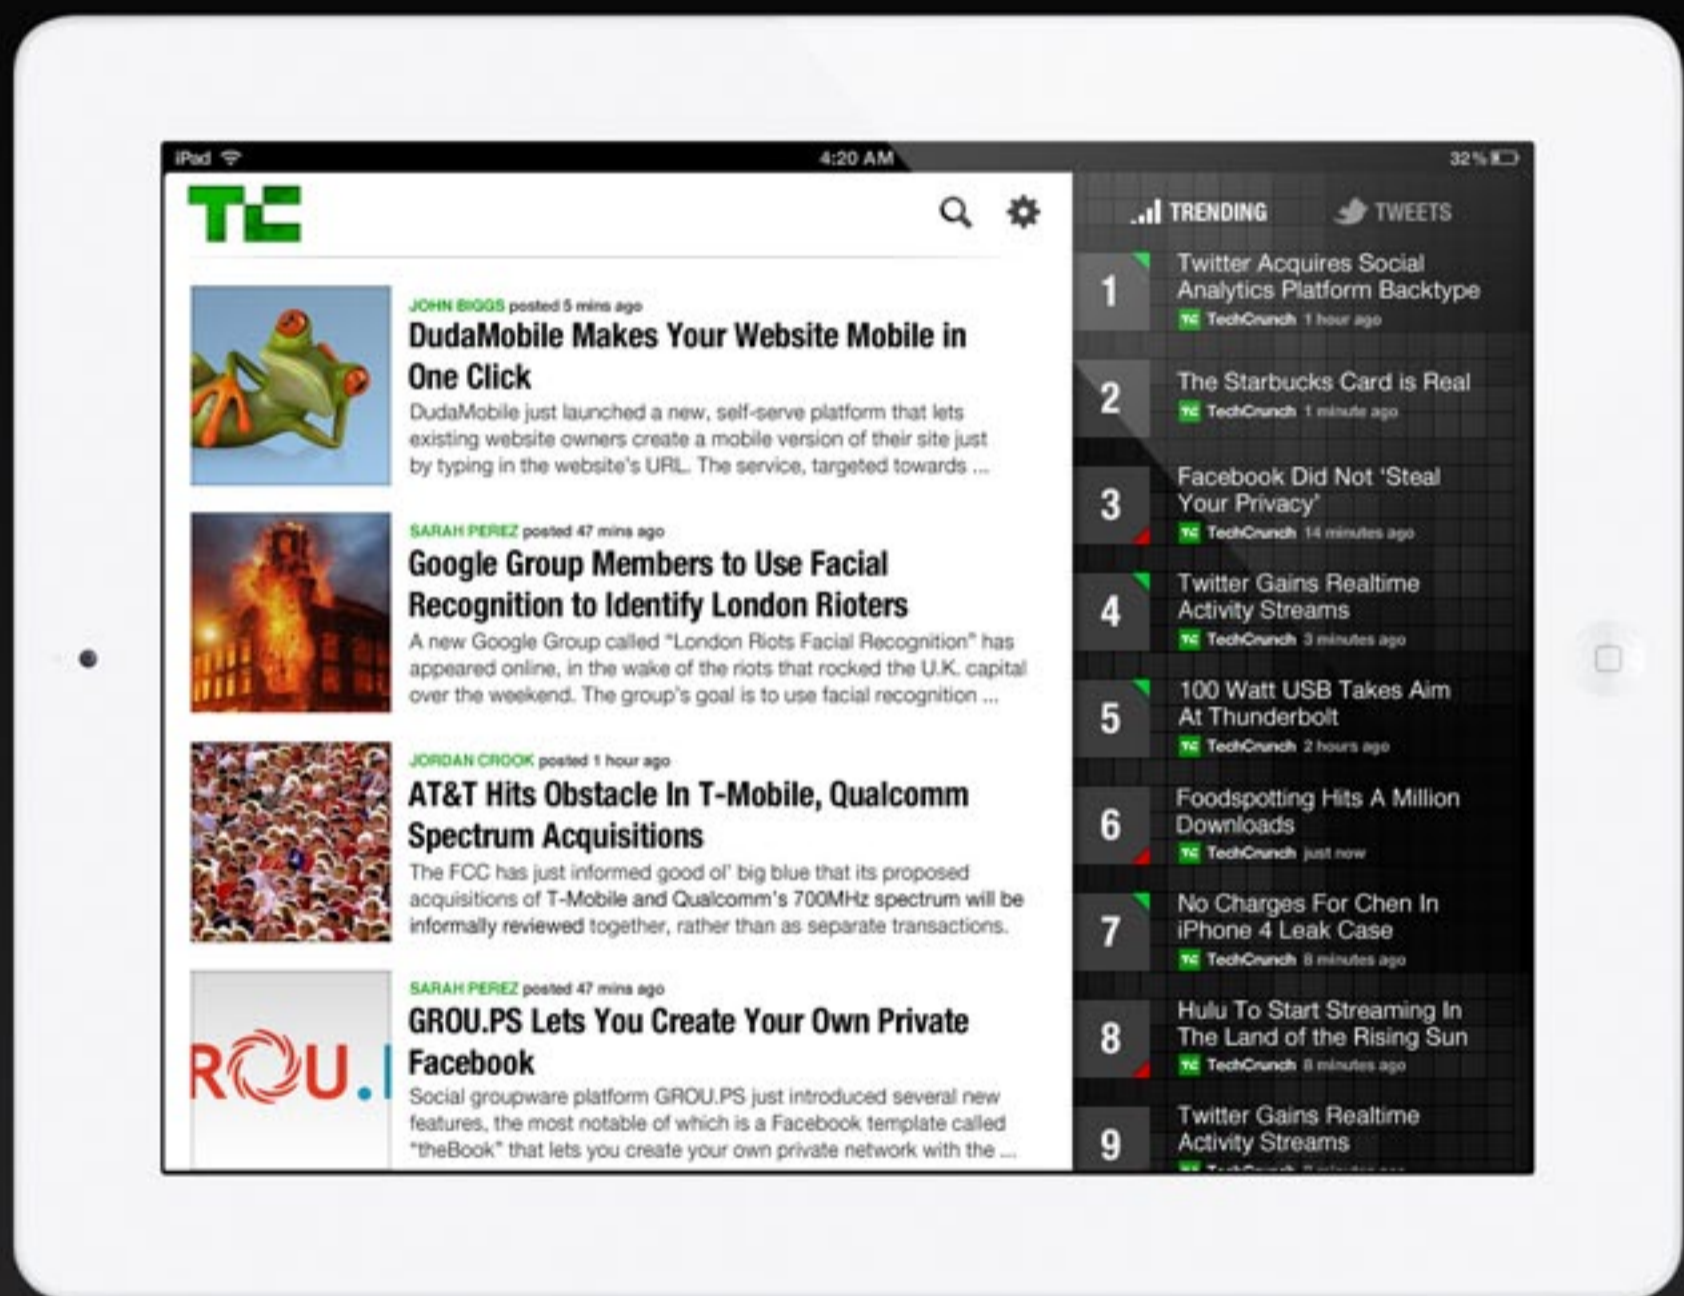 iPad
4:20 AM
32%
TC
JOHN BIGGS posted 5 mins ago
DudaMobile Makes Your Website Mobile in
One Click
DudaMobile just launched a new, self-serve platform that lets
existing website owners create a mobile version of their site just
by typing in the website's URL. The service, targeted towards ...
SARAH PEREZ posted 47 mins ago
Google Group Members to Use Facial
Recognition to Identify London Rioters
A new Google Group called "London Riots Facial Recognition" has
appeared online, in the wake of the riots that rocked the U.K. capital
over the weekend. The group's goal is to use facial recognition ...
JORDAN CROOK posted 1 hour ago
AT&T Hits Obstacle In T-Mobile, Qualcomm
Spectrum Acquisitions
The FCC has just informed good ol' big blue that its proposed
acquisitions of T-Mobile and Qualcomm's 700MHz spectrum will be
informally reviewed together, rather than as separate transactions.
ROU.
SARAH PEREZ posted 47 mins ago
GROU.PS Lets You Create Your Own Private
Facebook
Social groupware platform GROU.PS just introduced several new
features, the most notable of which is a Facebook template called
"theBook" that lets you create your own private network with the ...
TRENDING
TWEETS
1
Twitter Acquires Social
Analytics Platform Backtype
TC TechCrunch 1 hour ago
2
The Starbucks Card is Real
TC TechCrunch 1 minute ago
3
Facebook Did Not 'Steal
Your Privacy'
TC TechCrunch 14 minutes ago
4
Twitter Gains Realtime
Activity Streams
TC TechCrunch 3 minutes ago
5
100 Watt USB Takes Aim
At Thunderbolt
TC TechCrunch 2 hours ago
6
Foodspotting Hits A Million
Downloads
TC TechCrunch just now
7
No Charges For Chen In
iPhone 4 Leak Case
TC TechCrunch 8 minutes ago
8
Hulu To Start Streaming In
The Land of the Rising Sun
TC TechCrunch 8 minutes ago
9
Twitter Gains Realtime
Activity Streams